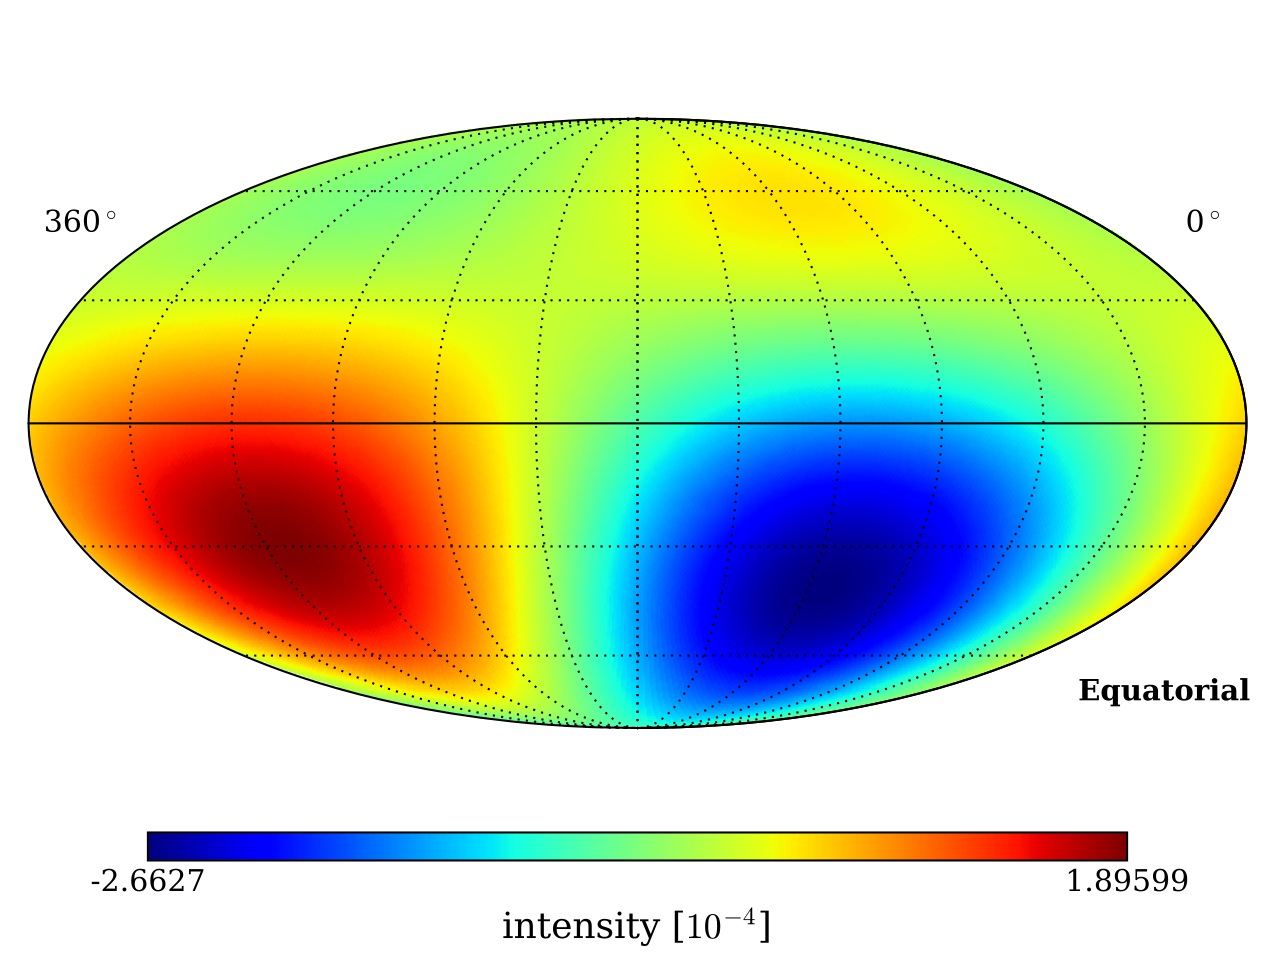 360°
0°
Equatorial
-2.6627
1.89599
intensity [10⁻⁴]